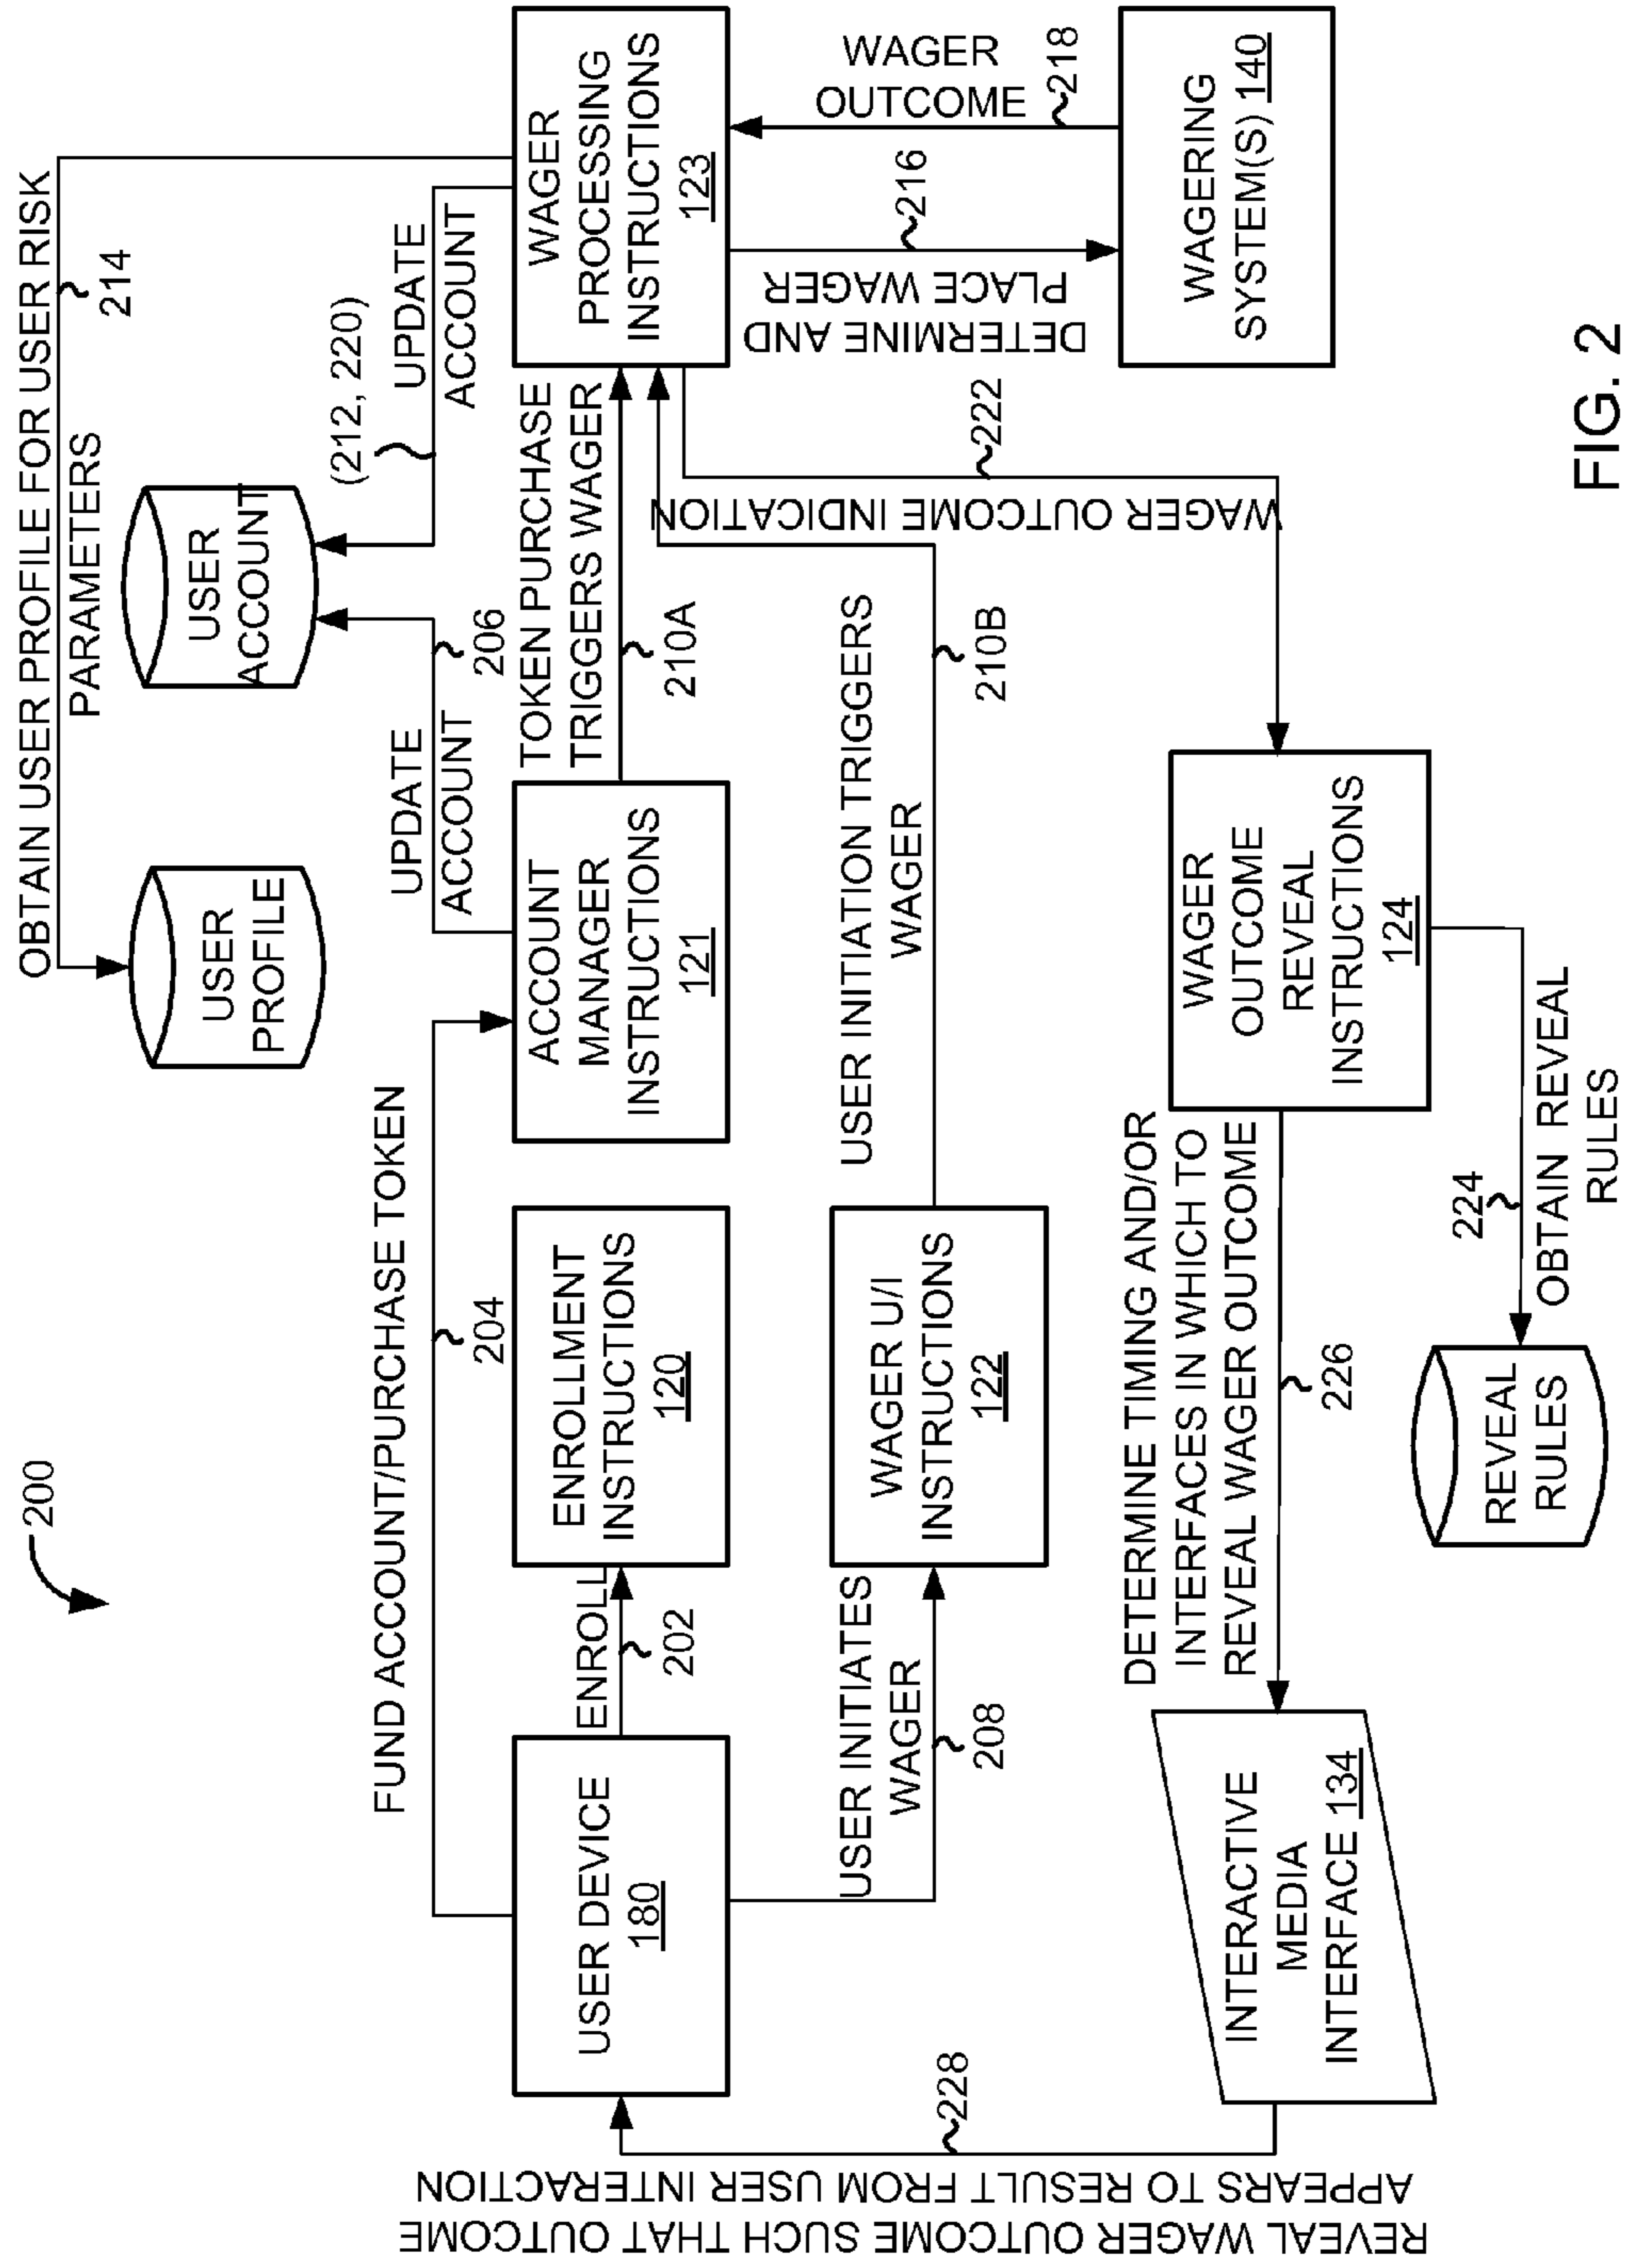 200
OBTAIN USER PROFILE FOR USER RISK
PARAMETERS
214
USER
PROFILE
USER
ACCOUNT
(212, 220)
UPDATE
ACCOUNT
UPDATE
ACCOUNT
206
FUND ACCOUNT/PURCHASE TOKEN
204
USER DEVICE
180
ENROLL
202
ENROLLMENT
INSTRUCTIONS
120
ACCOUNT
MANAGER
INSTRUCTIONS
121
TOKEN PURCHASE
TRIGGERS WAGER
210A
WAGER
PROCESSING
INSTRUCTIONS
123
USER INITIATES
WAGER
208
WAGER U/I
INSTRUCTIONS
122
USER INITIATION TRIGGERS
WAGER
210B
DETERMINE AND
PLACE WAGER
216
WAGER
OUTCOME
218
WAGERING
SYSTEM(S) 140
WAGER OUTCOME INDICATION
222
WAGER
OUTCOME
REVEAL
INSTRUCTIONS
124
DETERMINE TIMING AND/OR
INTERFACES IN WHICH TO
REVEAL WAGER OUTCOME
226
224
OBTAIN REVEAL
RULES
REVEAL
RULES
INTERACTIVE
MEDIA
INTERFACE 134
228
REVEAL WAGER OUTCOME SUCH THAT OUTCOME
APPEARS TO RESULT FROM USER INTERACTION
FIG. 2